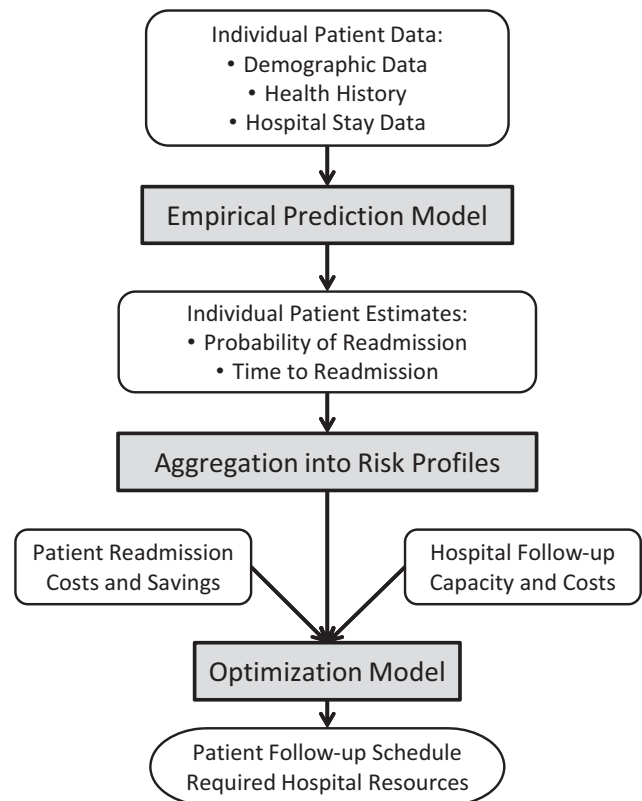 Individual Patient Data:
• Demographic Data
• Health History
• Hospital Stay Data
Empirical Prediction Model
Individual Patient Estimates:
• Probability of Readmission
• Time to Readmission
Aggregation into Risk Profiles
Patient Readmission
Costs and Savings
Hospital Follow-up
Capacity and Costs
Optimization Model
Patient Follow-up Schedule
Required Hospital Resources